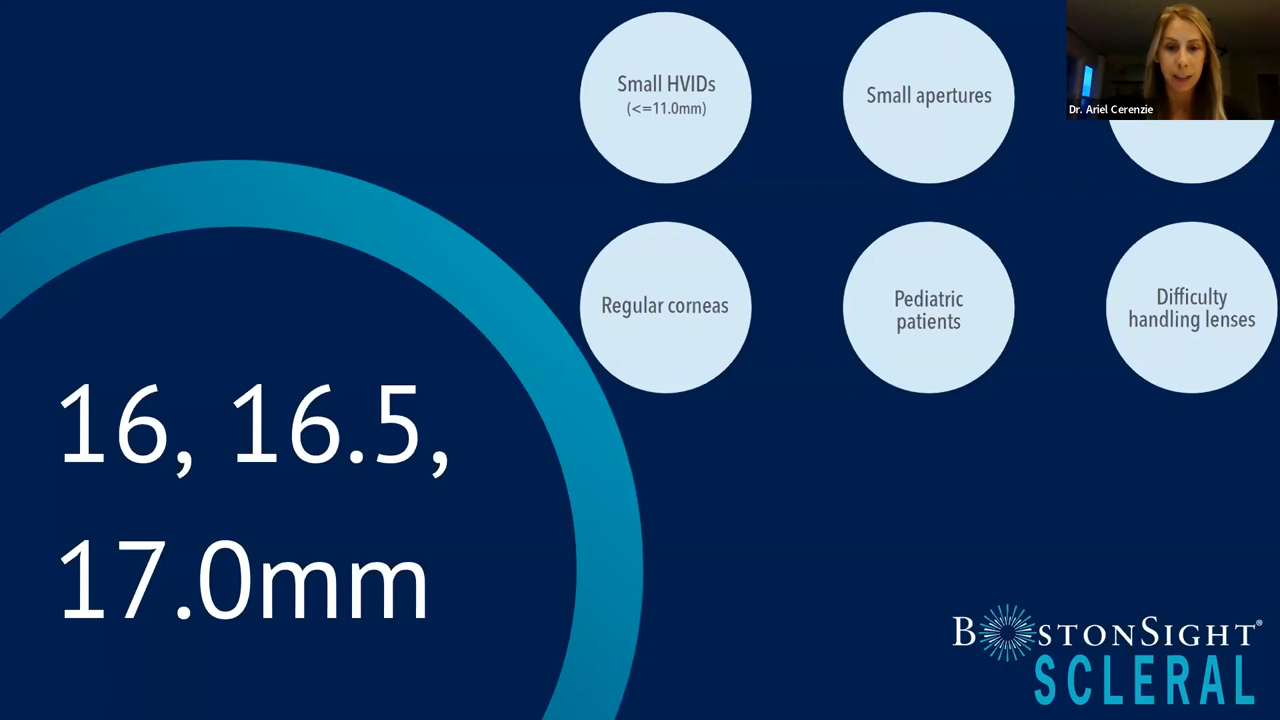 Small HVIDs
(<=11.0mm)
Small apertures
Dr. Ariel Cerenzie
Regular corneas
Pediatric
patients
Difficulty
handling lenses
16, 16.5,
17.0mm
BOSTONSIGHT®
SCLERAL